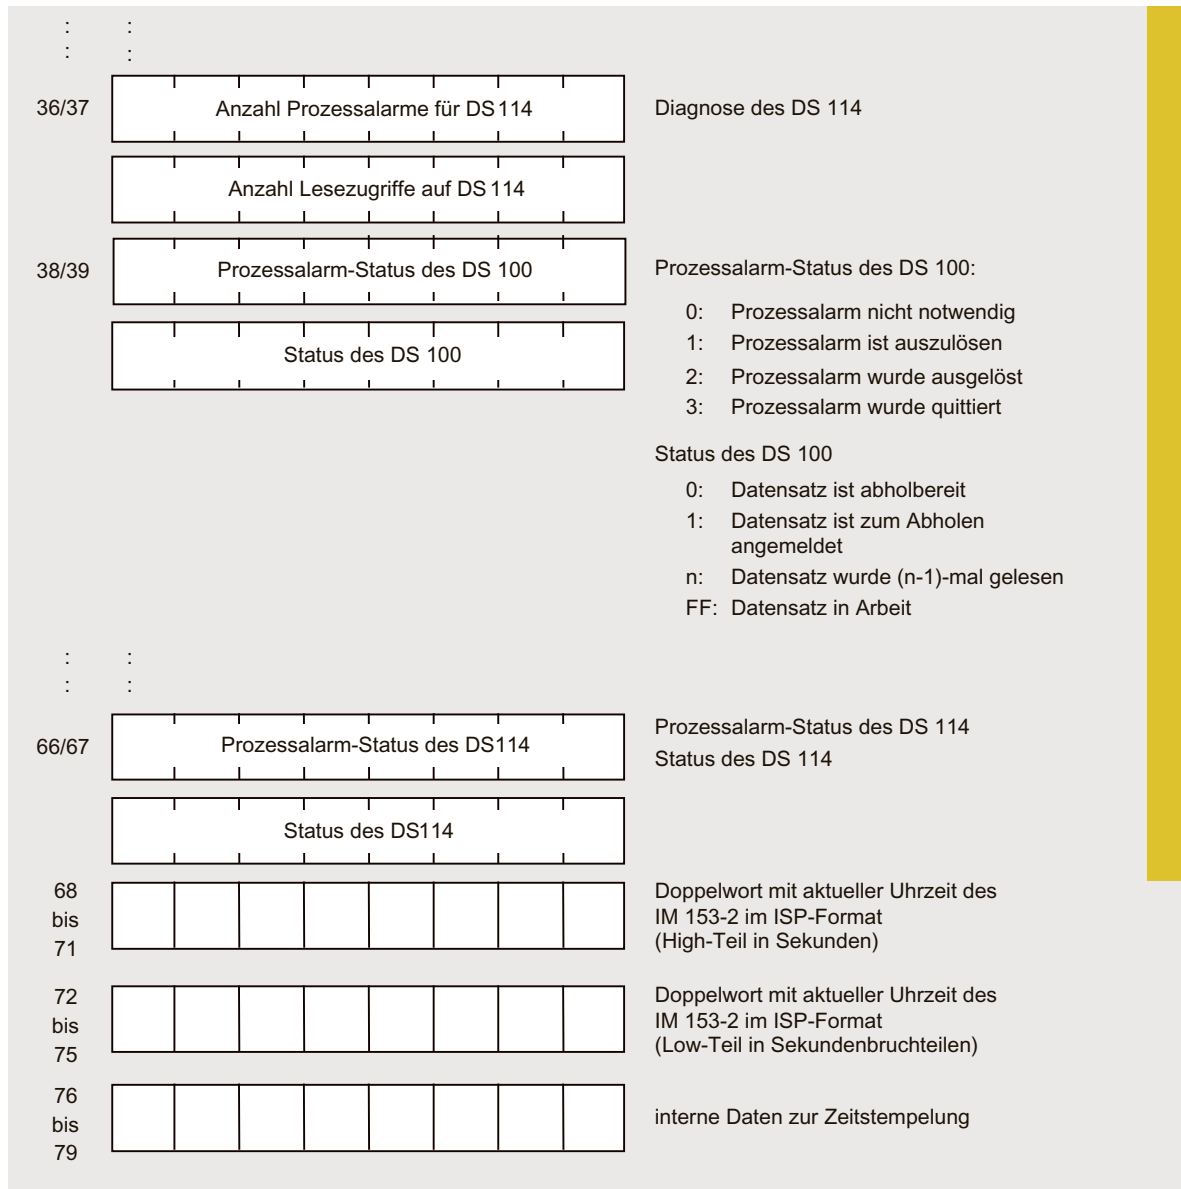 : :
: :
36/37 Anzahl Prozessalarme für DS 114 Diagnose des DS 114
Anzahl Lesezugriffe auf DS 114
38/39 Prozessalarm-Status des DS 100 Prozessalarm-Status des DS 100:
0: Prozessalarm nicht notwendig
1: Prozessalarm ist auszulösen
Status des DS 100
2: Prozessalarm wurde ausgelöst
3: Prozessalarm wurde quittiert
Status des DS 100
0: Datensatz ist abholbereit
1: Datensatz ist zum Abholen
angemeldet
n: Datensatz wurde (n-1)-mal gelesen
FF: Datensatz in Arbeit
: :
: :
66/67 Prozessalarm-Status des DS114 Prozessalarm-Status des DS 114
Status des DS 114
Status des DS114
68
bis
71
Doppelwort mit aktueller Uhrzeit des
IM 153-2 im ISP-Format
(High-Teil in Sekunden)
72
bis
75
Doppelwort mit aktueller Uhrzeit des
IM 153-2 im ISP-Format
(Low-Teil in Sekundenbruchteilen)
76
bis
79
interne Daten zur Zeitstempelung